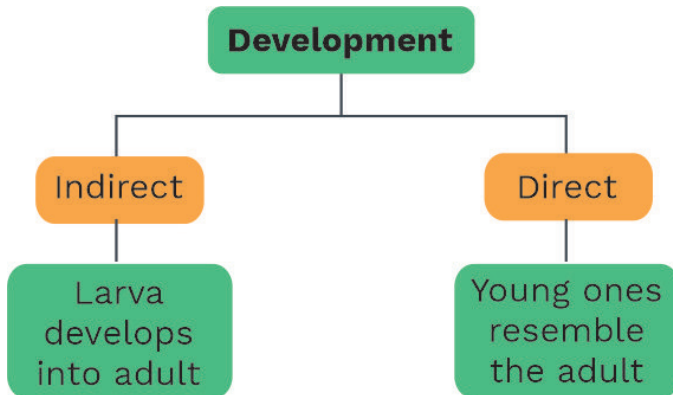 Development
Indirect
Direct
Larva
develops
into adult
Young ones
resemble
the adult